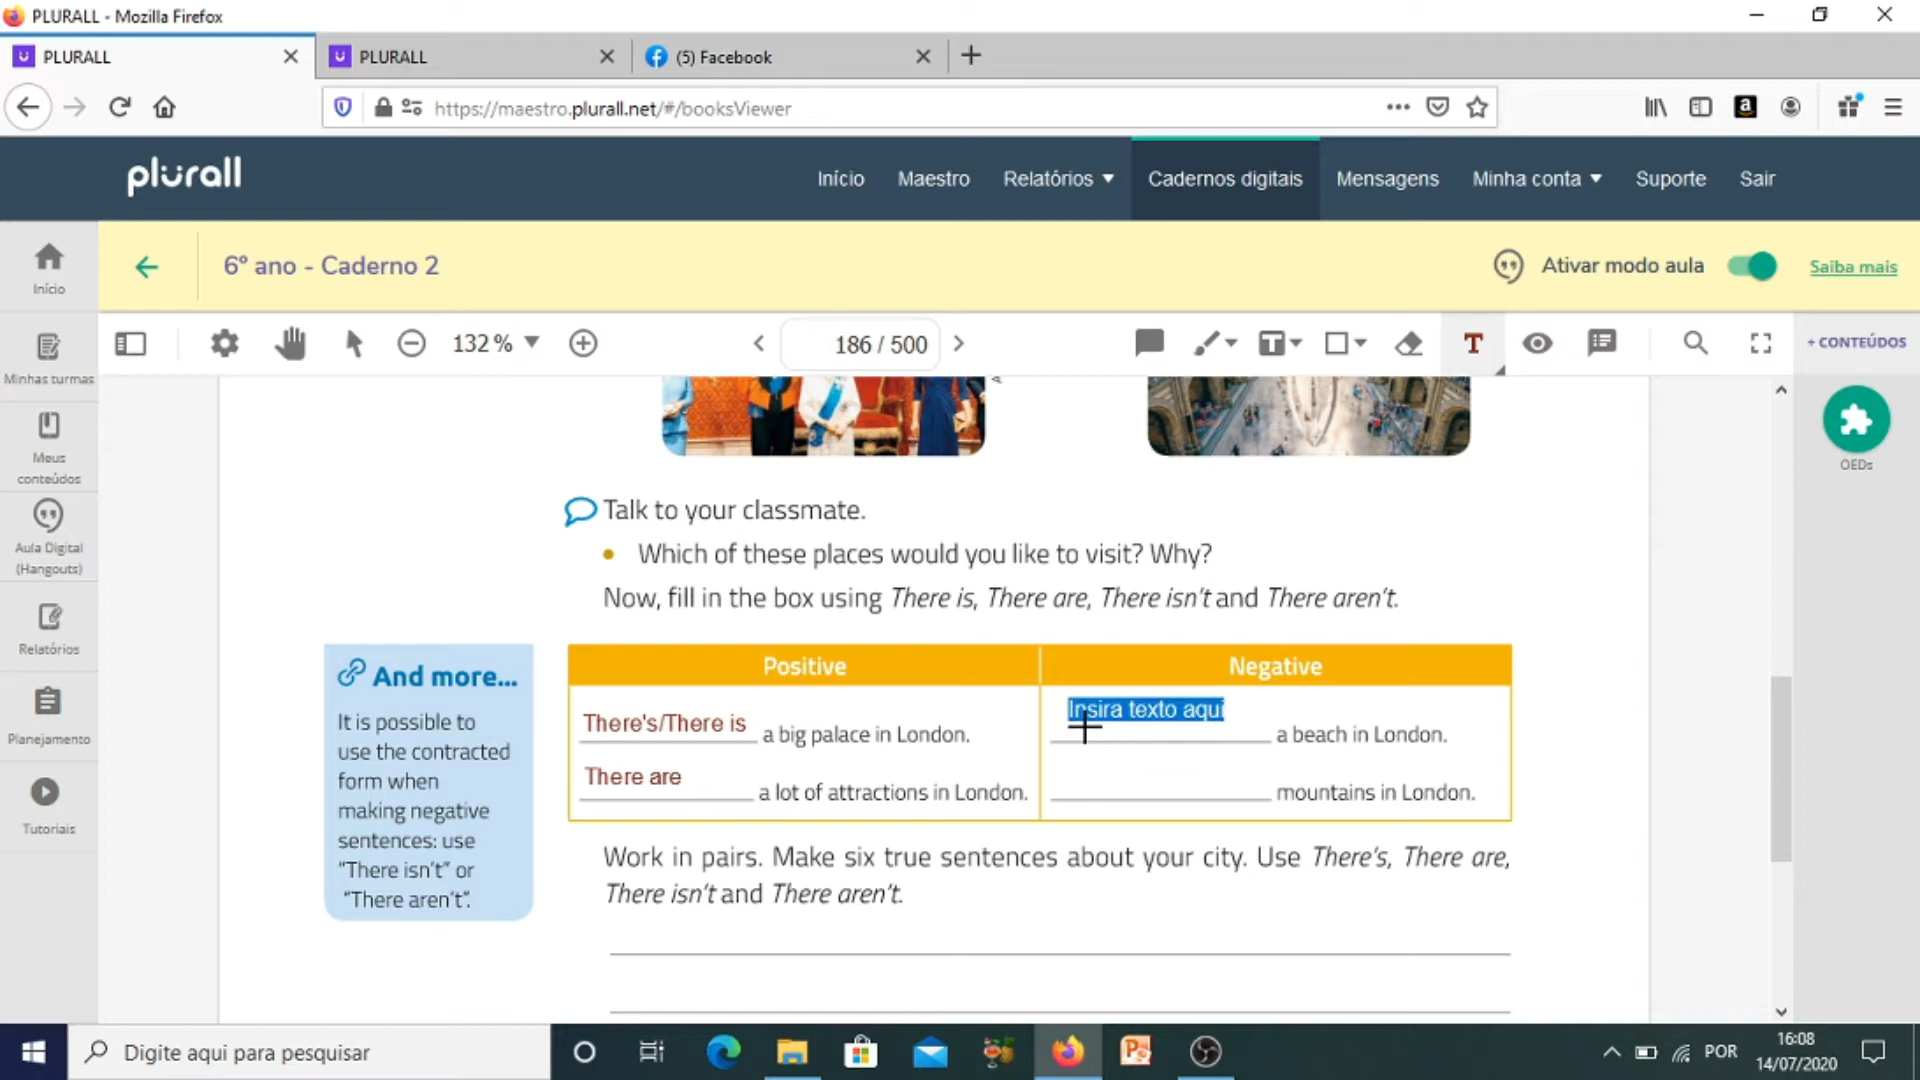 PLURALL - Mozilla Firefox
PLURALL
PLURALL
(5) Facebook
https://maestro.plurall.net/#/booksViewer
plurall
Início
Maestro
Relatórios
Cadernos digitais
Mensagens
Minha conta
Suporte
Sair
6º ano - Caderno 2
Ativar modo aula
Saiba mais
132 %
186 / 500
+ CONTEÚDOS
OEDs
Início
Minhas turmas
Meus
conteúdos
Aula Digital
(Hangouts)
Relatórios
Planejamento
Tutoriais
Talk to your classmate.
• Which of these places would you like to visit? Why?
Now, fill in the box using There is, There are, There isn't and There aren't.
And more...
It is possible to
use the contracted
form when
making negative
sentences: use
"There isn't" or
"There aren't".
Positive
Negative
There's/There is a big palace in London.
Insira texto aqui
a beach in London.
There are a lot of attractions in London.
mountains in London.
Work in pairs. Make six true sentences about your city. Use There's, There are,
There isn't and There aren't.
Digite aqui para pesquisar
POR
16:08
14/07/2020